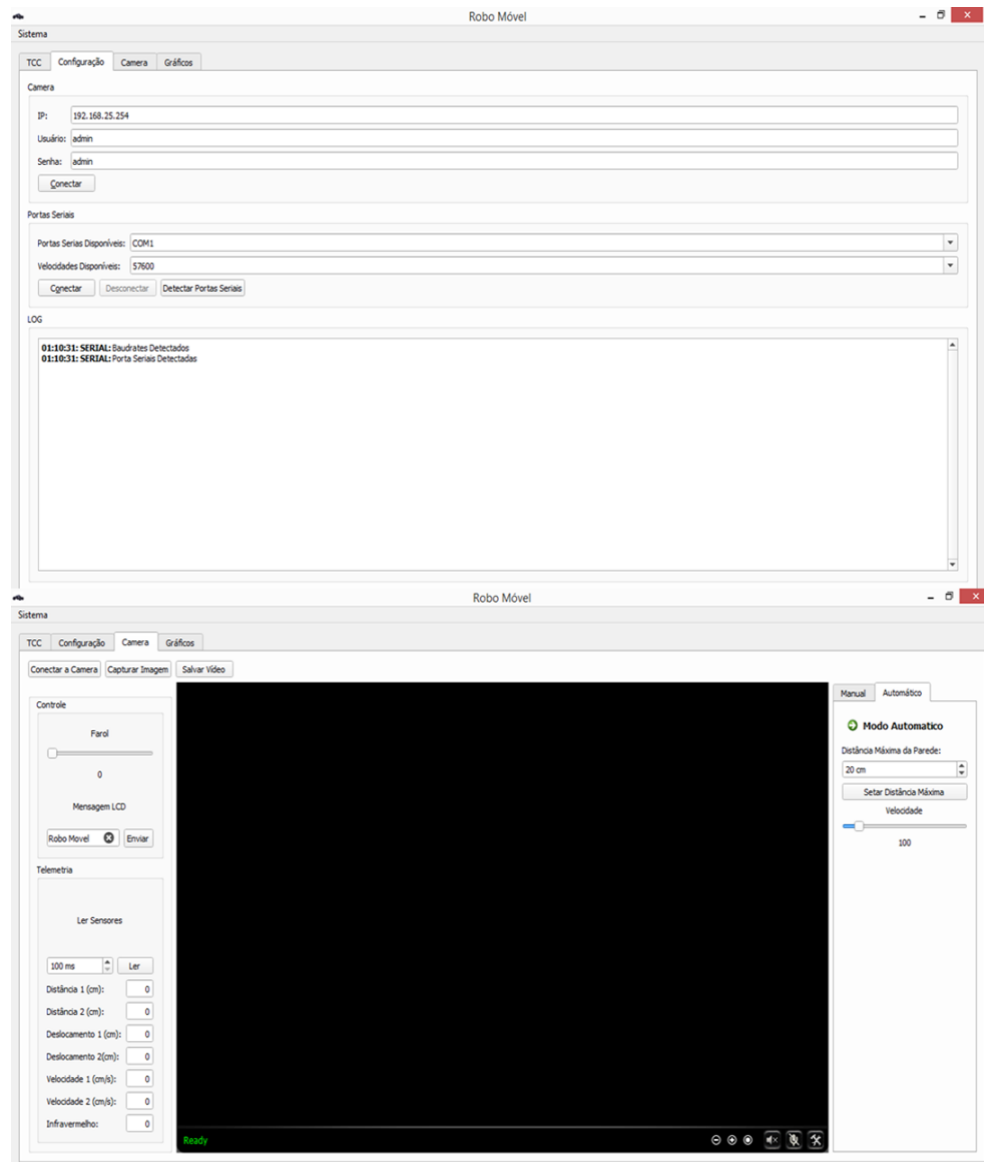 Robo Móvel
Sistema
TCC Configuração Camera Gráficos
Camera
IP: 192.168.25.254
Usuário: admin
Senha: admin
Conectar
Portas Seriais
Portas Serias Disponíveis: COM1
Velocidades Disponíveis: 57600
Conectar Desconectar Detectar Portas Seriais
LOG
01:10:31: SERIAL: Baudrates Detectados
01:10:31: SERIAL: Porta Seriais Detectadas
Robo Móvel
Sistema
TCC Configuração Camera Gráficos
Conectar a Camera Capturar Imagem Salvar Vídeo
Controle
Farol
0
Mensagem LCD
Robo Movel Enviar
Telemetria
Ler Sensores
100 ms Ler
Distância 1 (cm): 0
Distância 2 (cm): 0
Deslocamento 1 (cm): 0
Deslocamento 2(cm): 0
Velocidade 1 (cm/s): 0
Velocidade 2 (cm/s): 0
Infravermelho: 0
Ready
Manual Automático
Modo Automatico
Distância Máxima da Parede:
20 cm
Setar Distância Máxima
Velocidade
100